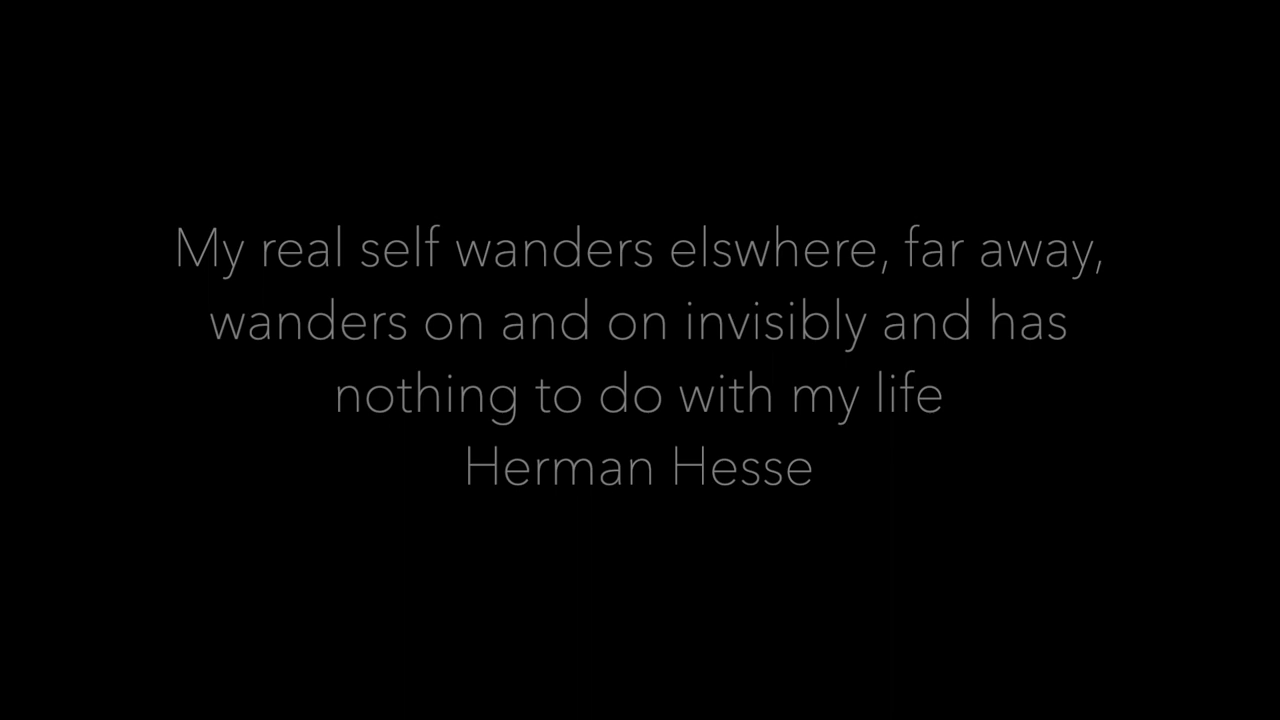 My real self wanders elswhere, far away,
wanders on and on invisibly and has
nothing to do with my life
Herman Hesse